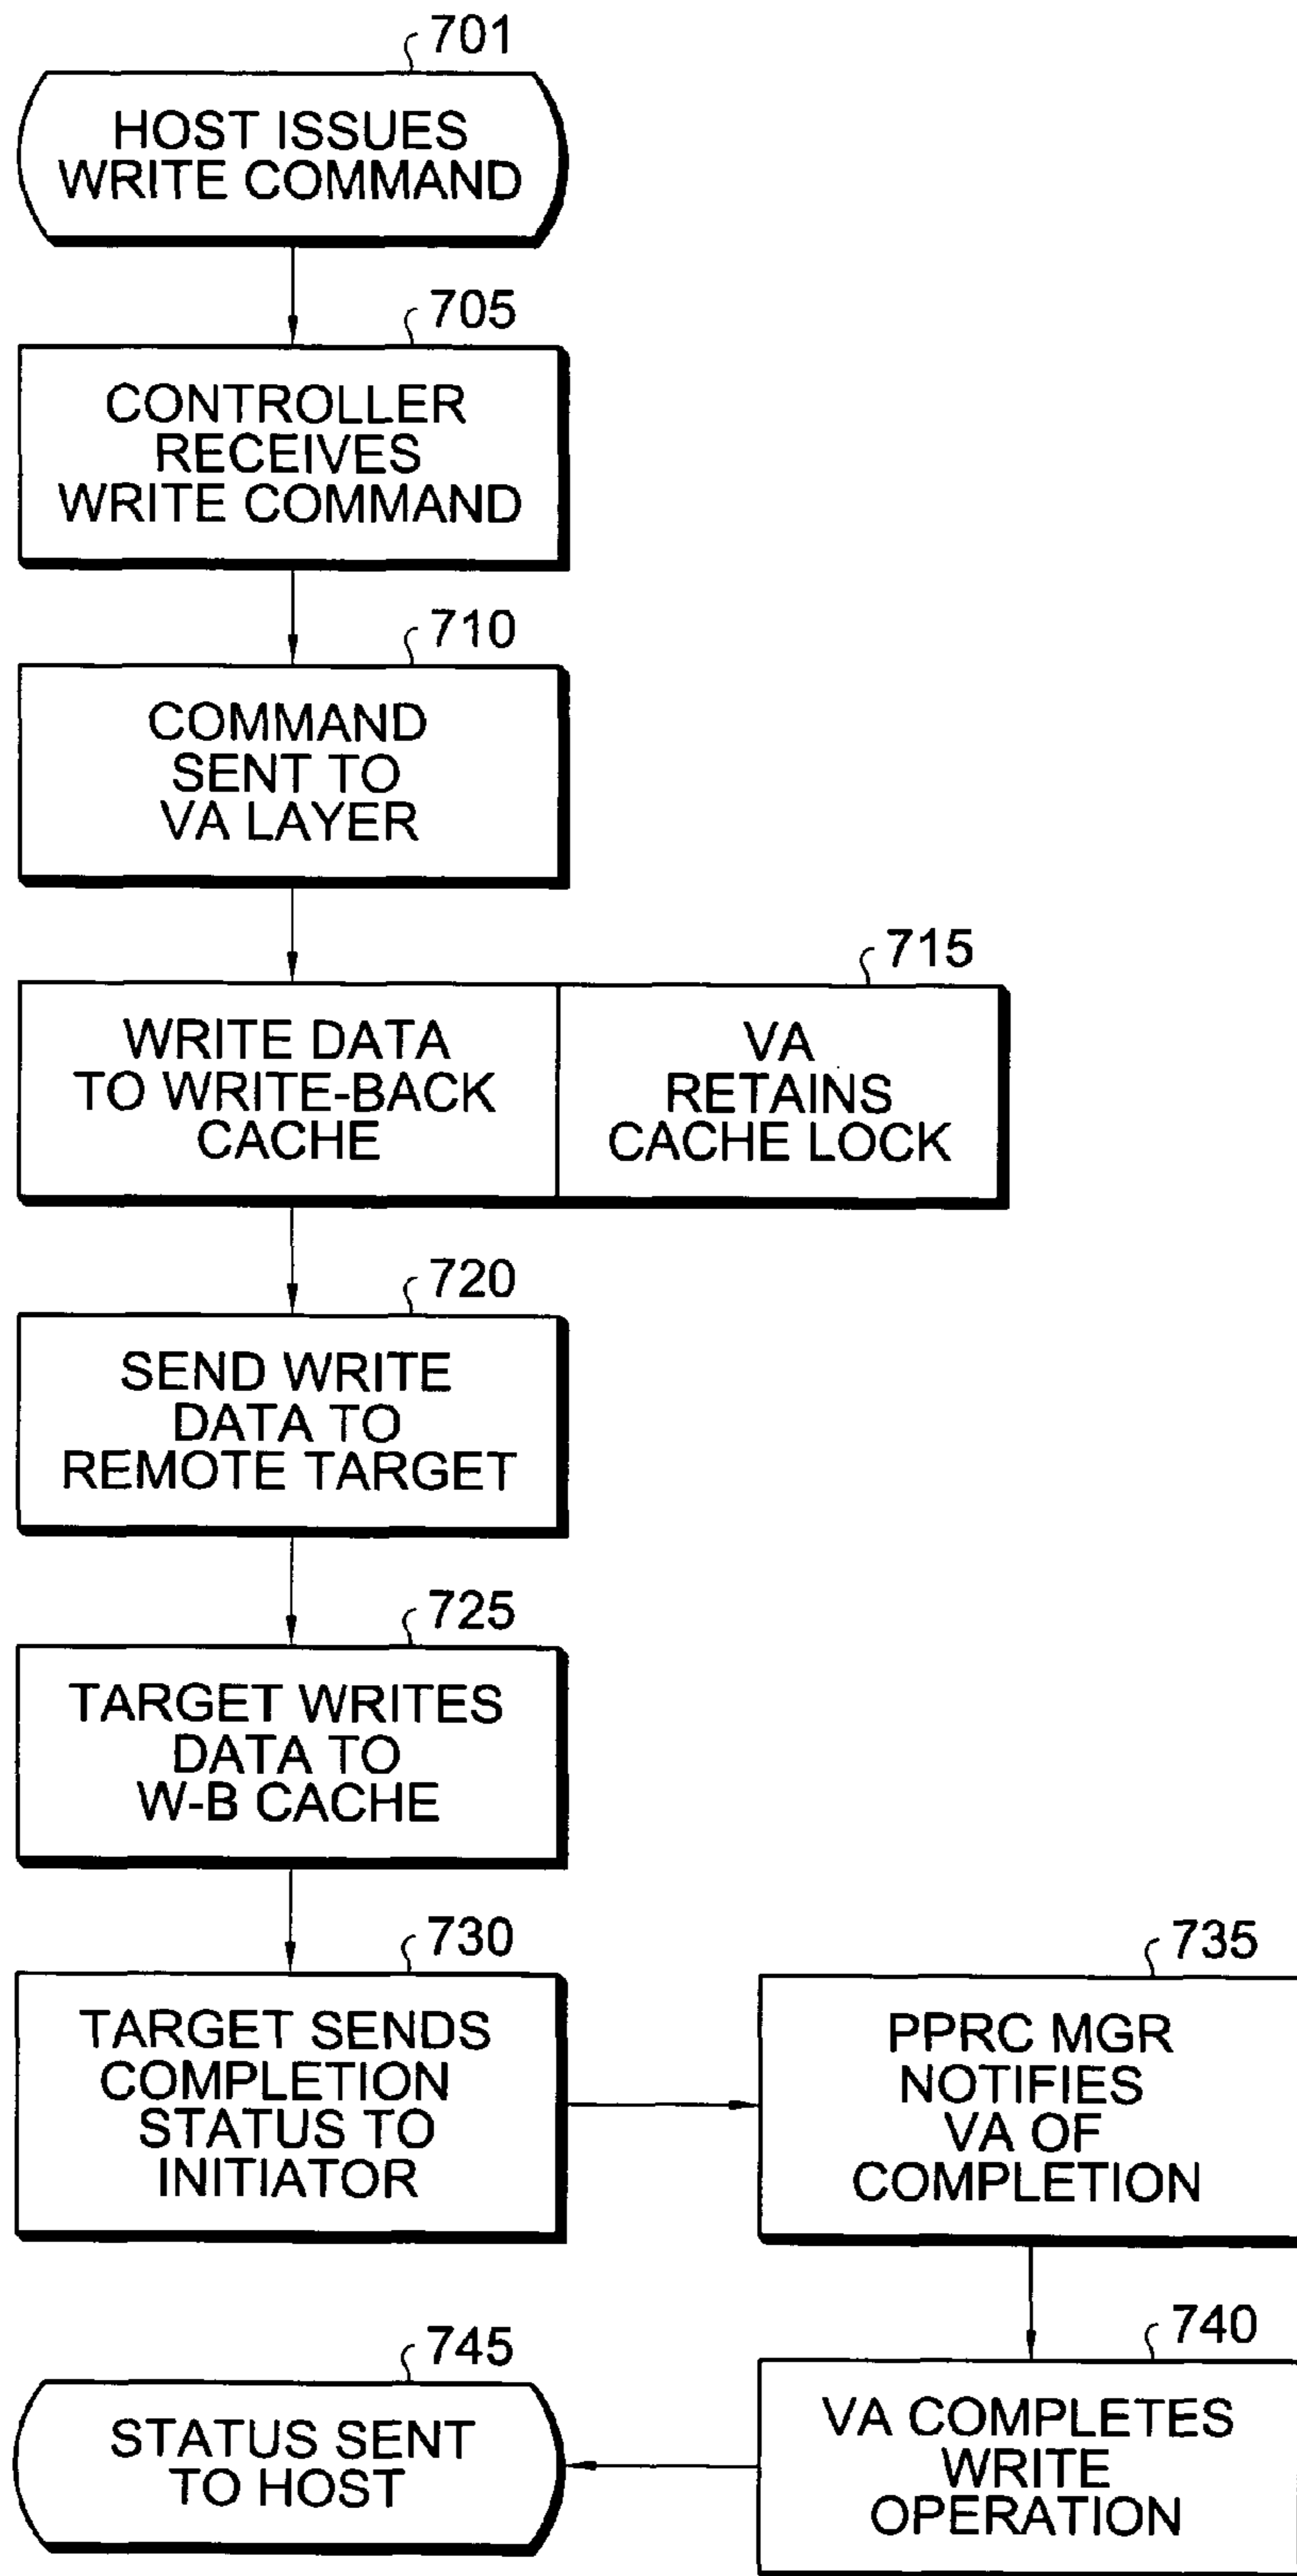 701
HOST ISSUES
WRITE COMMAND
705
CONTROLLER
RECEIVES
WRITE COMMAND
710
COMMAND
SENT TO
VA LAYER
WRITE DATA
TO WRITE-BACK
CACHE
715
VA
RETAINS
CACHE LOCK
720
SEND WRITE
DATA TO
REMOTE TARGET
725
TARGET WRITES
DATA TO
W-B CACHE
730
TARGET SENDS
COMPLETION
STATUS TO
INITIATOR
735
PPRC MGR
NOTIFIES
VA OF
COMPLETION
740
VA COMPLETES
WRITE
OPERATION
745
STATUS SENT
TO HOST